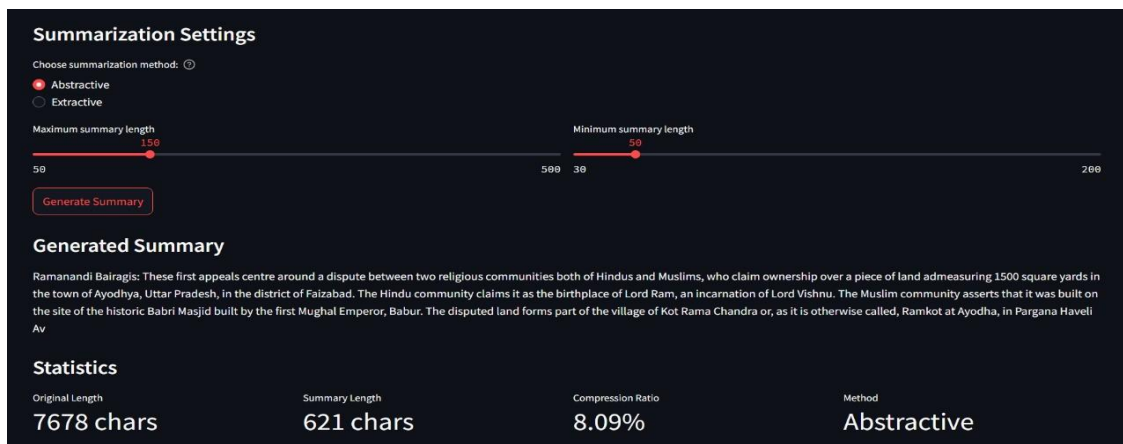 Summarization Settings
Choose summarization method:
Abstractive
Extractive
Maximum summary length
150
50 500
Minimum summary length
50
30 200
Generate Summary
Generated Summary
Ramanandi Bairagis: These first appeals centre around a dispute between two religious communities both of Hindus and Muslims, who claim ownership over a piece of land admeasuring 1500 square yards in
the town of Ayodhya, Uttar Pradesh, in the district of Faizabad. The Hindu community claims it as the birthplace of Lord Ram, an incarnation of Lord Vishnu. The Muslim community asserts that it was built on
the site of the historic Babri Masjid built by the first Mughal Emperor, Babur. The disputed land forms part of the village of Kot Rama Chandra or, as it is otherwise called, Ramkot at Ayodha, in Pargana Haveli
Av
Statistics
Original Length
7678 chars
Summary Length
621 chars
Compression Ratio
8.09%
Method
Abstractive